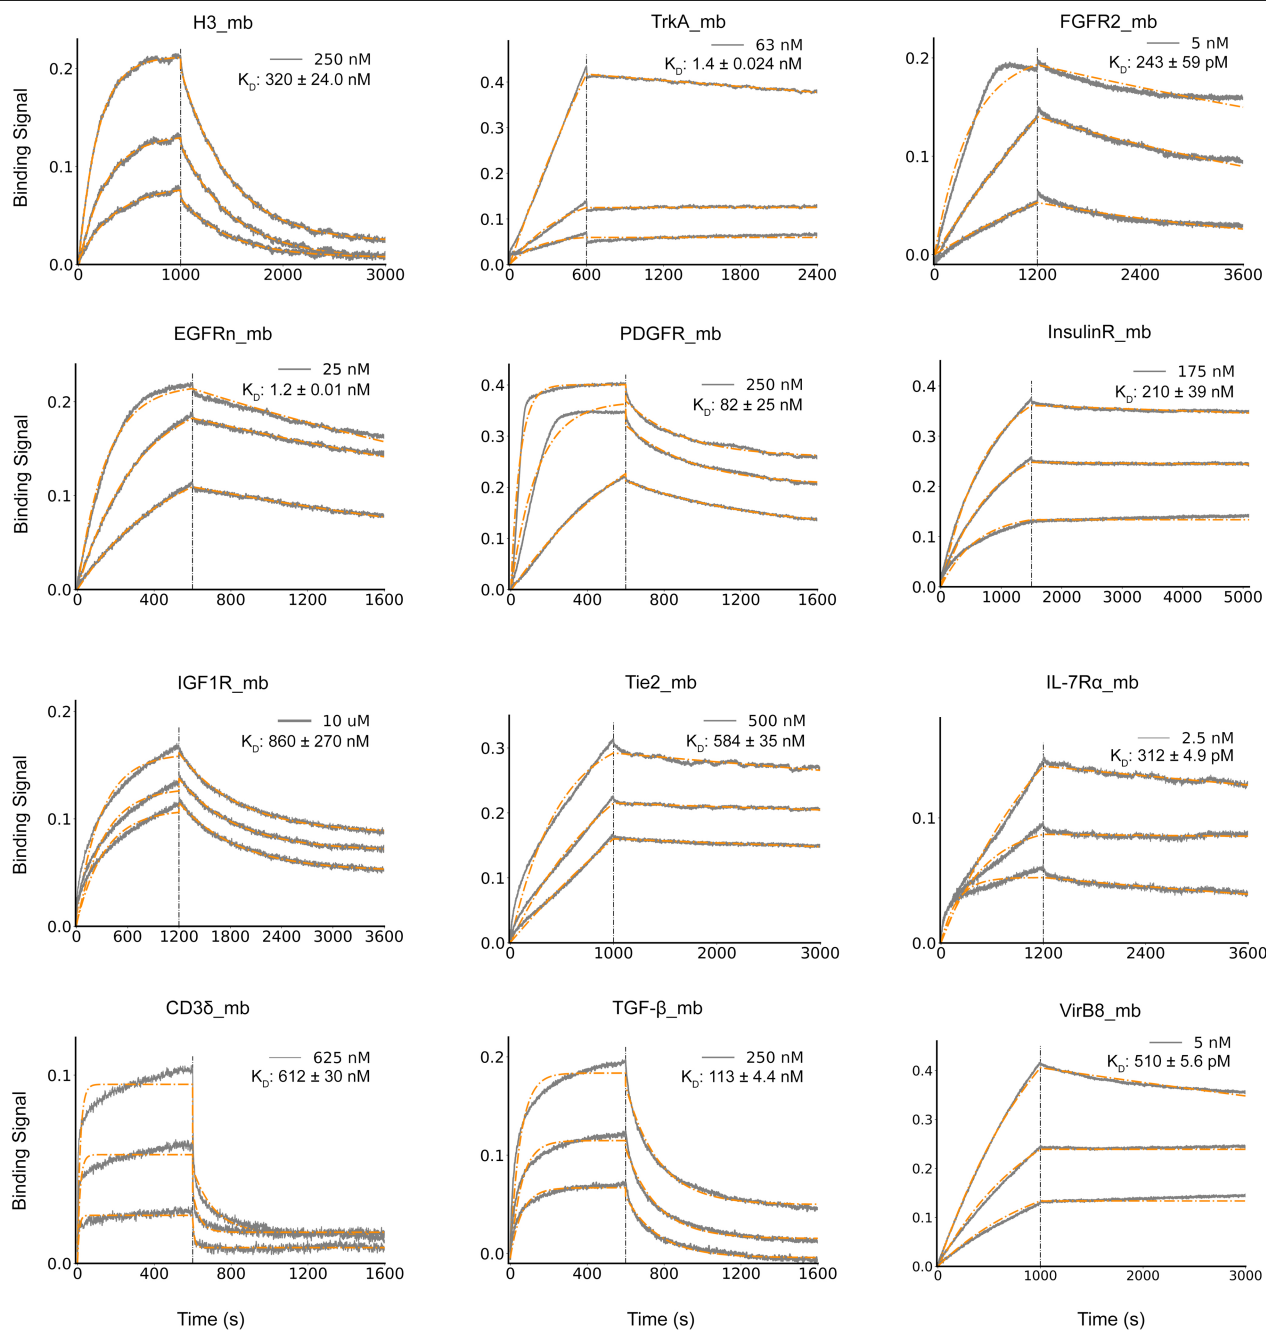 H3_mb
250 nM
K_D: 320 ± 24.0 nM
Binding Signal
0.2
0.1
0.0
0 1000 2000 3000
TrkA_mb
63 nM
K_D: 1.4 ± 0.024 nM
0.4
0.3
0.2
0.1
0.0
0 600 1200 1800 2400
FGFR2_mb
5 nM
K_D: 243 ± 59 pM
0.2
0.1
0.0
0 1200 2400 3600
EGFRn_mb
25 nM
K_D: 1.2 ± 0.01 nM
Binding Signal
0.2
0.1
0.0
0 400 800 1200 1600
PDGFR_mb
250 nM
K_D: 82 ± 25 nM
0.4
0.3
0.2
0.1
0.0
0 400 800 1200 1600
InsulinR_mb
175 nM
K_D: 210 ± 39 nM
0.4
0.3
0.2
0.1
0.0
0 1000 2000 3000 4000 5000
IGF1R_mb
10 uM
K_D: 860 ± 270 nM
Binding Signal
0.2
0.1
0.0
0 600 1200 1800 2400 3000 3600
Tie2_mb
500 nM
K_D: 584 ± 35 nM
0.3
0.2
0.1
0.0
0 1000 2000 3000
IL-7Rα_mb
2.5 nM
K_D: 312 ± 4.9 pM
0.1
0.0
0 1200 2400 3600
CD3δ_mb
625 nM
K_D: 612 ± 30 nM
Binding Signal
0.1
0.0
0 400 800 1200 1600
Time (s)
TGF-β_mb
250 nM
K_D: 113 ± 4.4 nM
0.2
0.1
0.0
0 400 800 1200 1600
Time (s)
VirB8_mb
5 nM
K_D: 510 ± 5.6 pM
0.4
0.3
0.2
0.1
0.0
0 1000 2000 3000
Time (s)